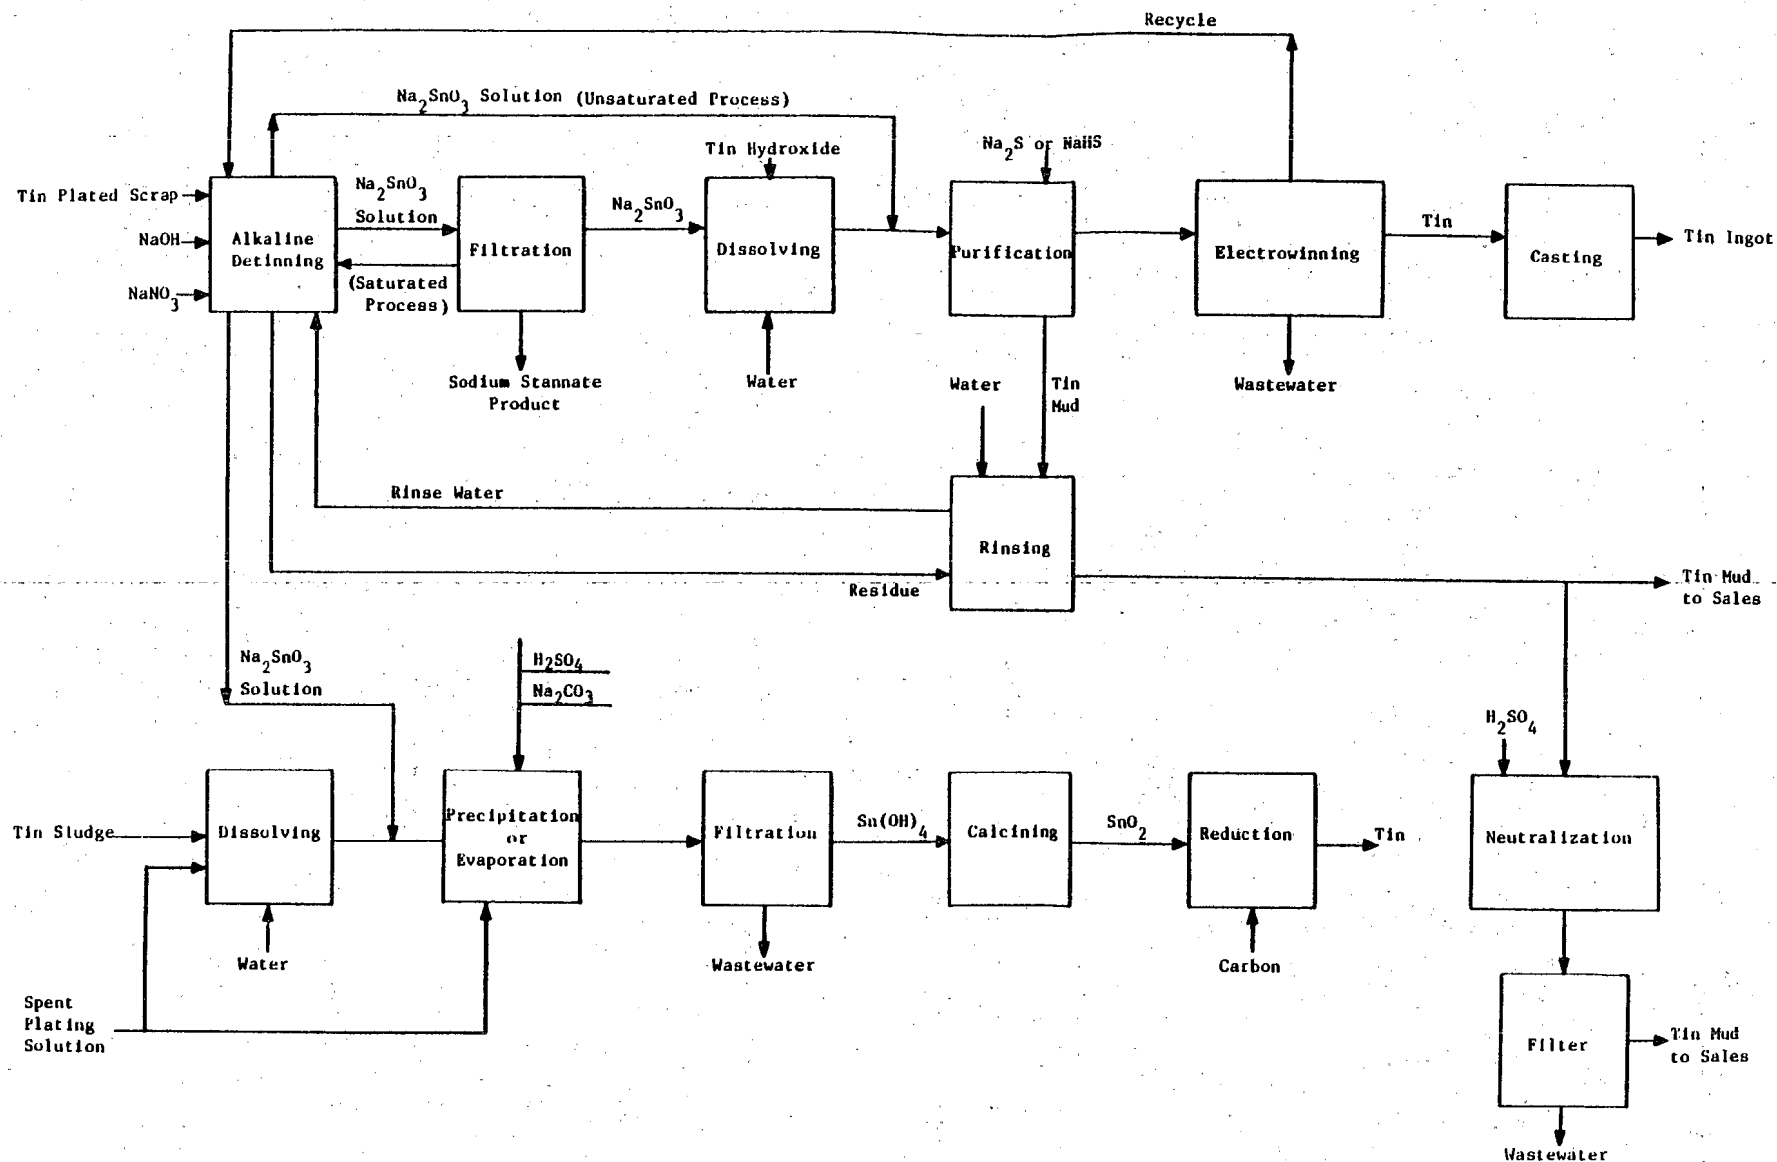 Recycle
Na2SnO3 Solution (Unsaturated Process)
Tin Hydroxide
Na2S or NaHS
Tin Plated Scrap
NaOH
NaNO3
Alkaline
Detinning
Na2SnO3
Solution
(Saturated
Process)
Filtration
Na2SnO3
Dissolving
Purification
Electrowinning
Tin
Casting
Tin Ingot
Sodium Stannate
Product
Water
Water
Tin
Mud
Wastewater
Rinse Water
Rinsing
Residue
Tin Mud
to Sales
Na2SnO3
Solution
H2SO4
Na2CO3
H2SO4
Tin Sludge
Dissolving
Precipitation
or
Evaporation
Filtration
Sn(OH)4
Calcining
SnO2
Reduction
Tin
Neutralization
Water
Wastewater
Carbon
Spent
Plating
Solution
Filter
Tin Mud
to Sales
Wastewater